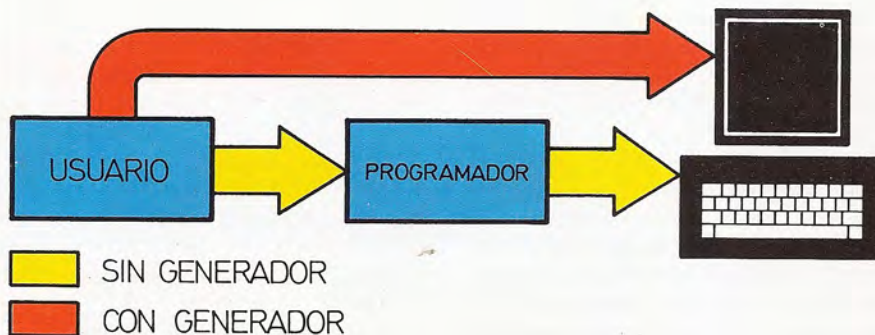 USUARIO
PROGRAMADOR
SIN GENERADOR
CON GENERADOR